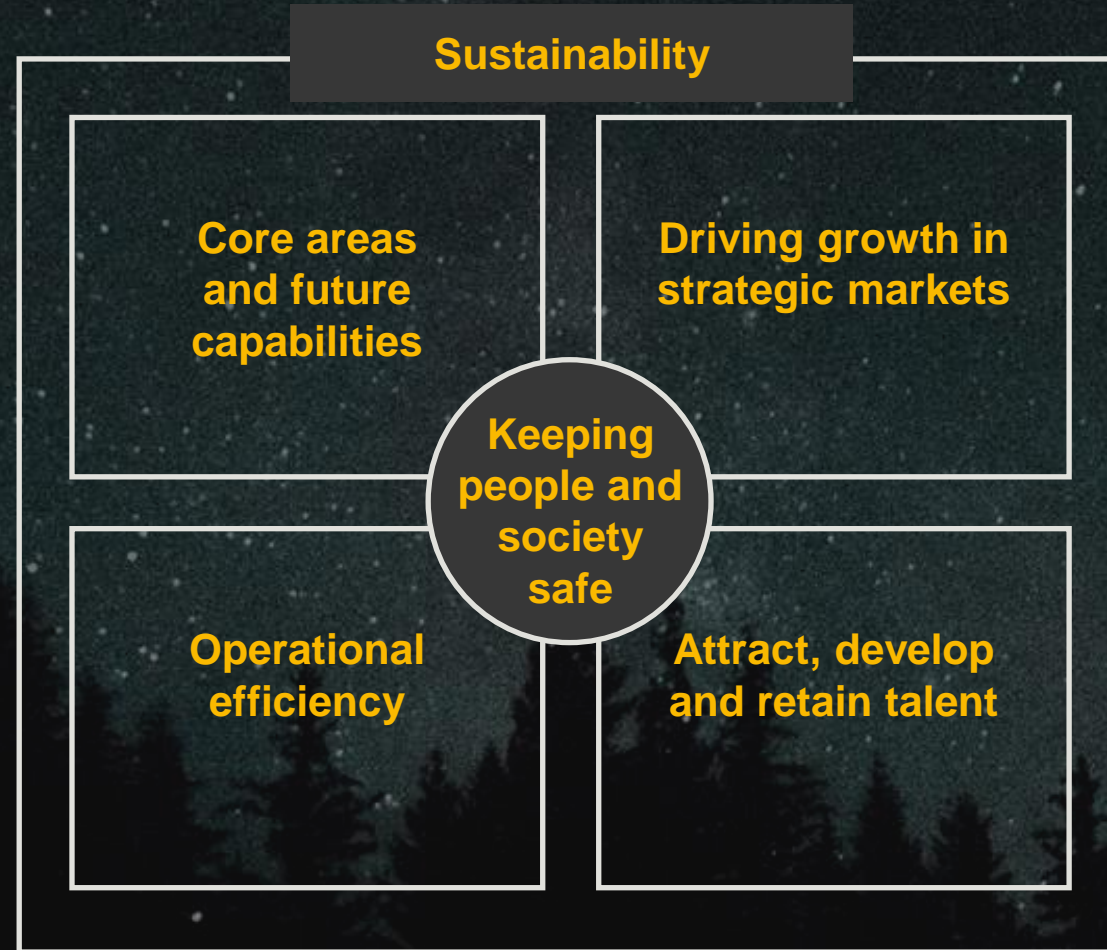 Sustainability
Core areas
and future
capabilities
Driving growth in
strategic markets
Keeping
people and
society
safe
Operational
efficiency
Attract, develop
and retain talent